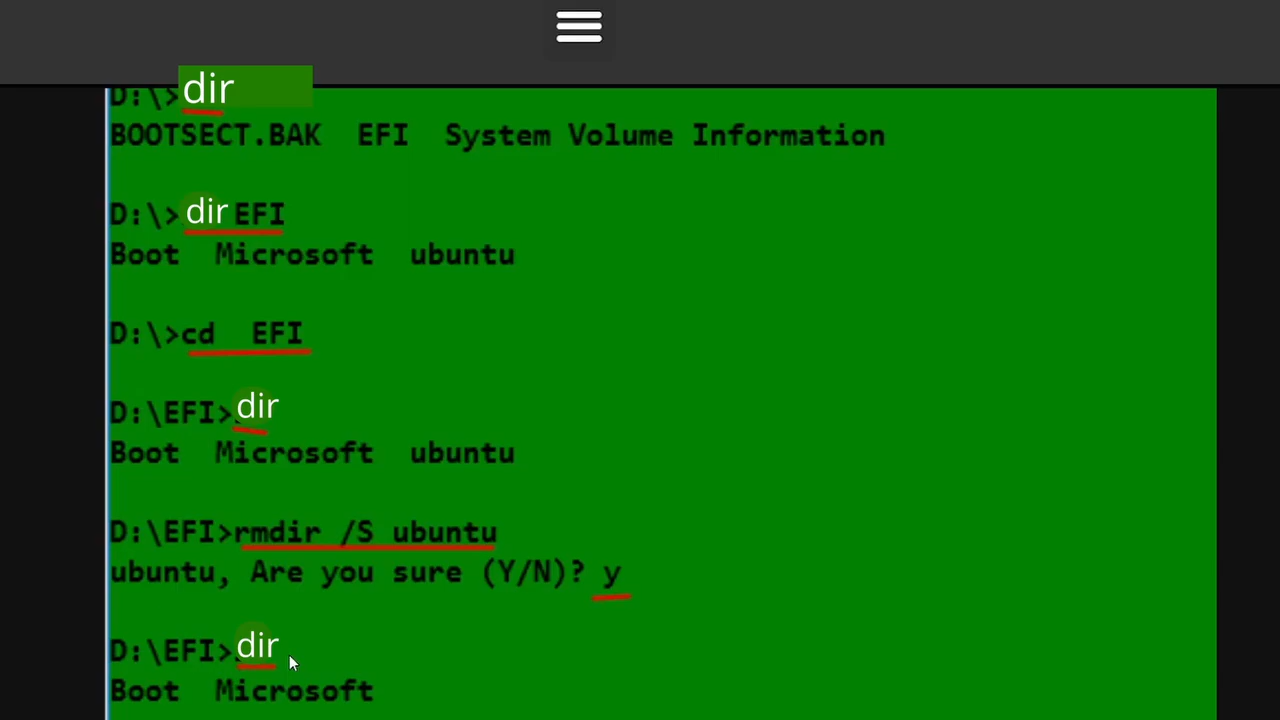 D:\>dir
BOOTSECT.BAK EFI System Volume Information
D:\>dir EFI
Boot Microsoft ubuntu
D:\>cd EFI
D:\EFI>dir
Boot Microsoft ubuntu
D:\EFI>rmdir /S ubuntu
ubuntu, Are you sure (Y/N)? y
D:\EFI>dir
Boot Microsoft